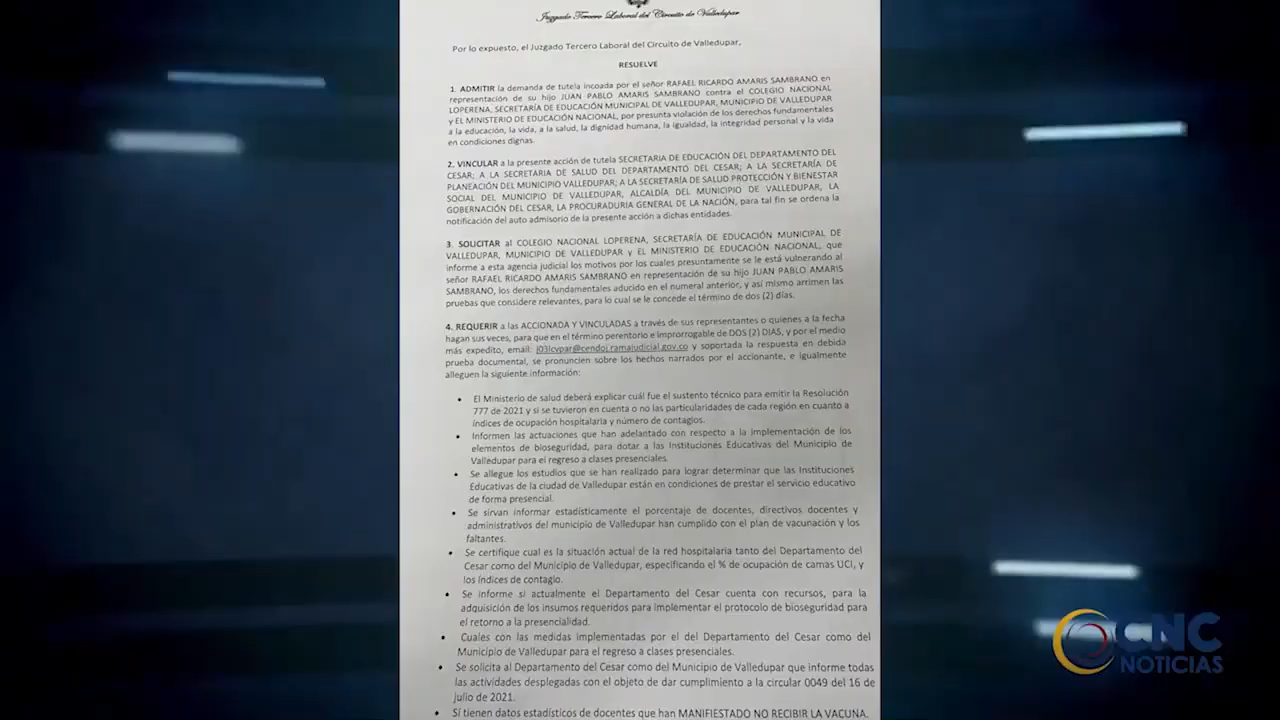 Juzgado Tercero Laboral del Circuito de Valledupar
Por lo expuesto, el Juzgado Tercero Laboral del Circuito de Valledupar,
RESUELVE
1. ADMITIR la demanda de tutela incoada por el señor RAFAEL RICARDO AMARIS SAMBRANO en
representación de su hijo JUAN PABLO AMARIS SAMBRANO contra el COLEGIO NACIONAL
LOPERENA, SECRETARÍA DE EDUCACIÓN MUNICIPAL DE VALLEDUPAR, MUNICIPIO DE VALLEDUPAR
y EL MINISTERIO DE EDUCACIÓN NACIONAL, por presunta violación de los derechos fundamentales
a la educación, la vida, a la salud, la dignidad humana, la igualdad, la integridad personal y la vida
en condiciones dignas.
2. VINCULAR a la presente acción de tutela SECRETARIA DE EDUCACIÓN DEL DEPARTAMENTO DEL
CESAR; A LA SECRETARIA DE SALUD DEL DEPARTAMENTO DEL CESAR; A LA SECRETARÍA DE
PLANEACIÓN DEL MUNICIPIO VALLEDUPAR; A LA SECRETARÍA DE SALUD PROTECCIÓN Y BIENESTAR
SOCIAL DEL MUNICIPIO DE VALLEDUPAR, ALCALDÍA DEL MUNICIPIO DE VALLEDUPAR, LA
GOBERNACIÓN DEL CESAR, LA PROCURADURIA GENERAL DE LA NACIÓN, para tal fin se ordena la
notificación del auto admisorio de la presente acción a dichas entidades.
3. SOLICITAR al COLEGIO NACIONAL LOPERENA, SECRETARÍA DE EDUCACIÓN MUNICIPAL DE
VALLEDUPAR, MUNICIPIO DE VALLEDUPAR y EL MINISTERIO DE EDUCACIÓN NACIONAL, que
informe a esta agencia judicial los motivos por los cuales presuntamente se le está vulnerando al
señor RAFAEL RICARDO AMARIS SAMBRANO en representación de su hijo JUAN PABLO AMARIS
SAMBRANO, los derechos fundamentales aducido en el numeral anterior, y así mismo arrimen las
pruebas que considere relevantes, para lo cual se le concede el término de dos (2) días.
4. REQUERIR a las ACCIONADA Y VINCULADAS a través de sus representantes o quienes a la fecha
hagan sus veces, para que en el término perentorio e improrrogable de DOS (2) DIAS, y por el medio
más expedito, email: j03lcvpar@cendoj.ramajudicial.gov.co y soportada la respuesta en debida
prueba documental, se pronuncien sobre los hechos narrados por el accionante, e igualmente
alleguen la siguiente información:
• El Ministerio de salud deberá explicar cuál fue el sustento técnico para emitir la Resolución
777 de 2021 y si se tuvieron en cuenta o no las particularidades de cada región en cuanto a
índices de ocupación hospitalaria y número de contagios.
• Informen las actuaciones que han adelantado con respecto a la implementación de los
elementos de bioseguridad, para dotar a las Instituciones Educativas del Municipio de
Valledupar para el regreso a clases presenciales.
• Se allegue los estudios que se han realizado para lograr determinar que las Instituciones
Educativas de la ciudad de Valledupar están en condiciones de prestar el servicio educativo
de forma presencial.
• Se sirvan informar estadísticamente el porcentaje de docentes, directivos docentes y
administrativos del municipio de Valledupar han cumplido con el plan de vacunación y los
faltantes.
• Se certifique cual es la situación actual de la red hospitalaria tanto del Departamento del
Cesar como del Municipio de Valledupar, especificando el % de ocupación de camas UCI, y
los índices de contagio.
• Se informe si actualmente el Departamento del Cesar cuenta con recursos, para la
adquisición de los insumos requeridos para implementar el protocolo de bioseguridad para
el retorno a la presencialidad.
• Cuales con las medidas implementadas por el del Departamento del Cesar como del
Municipio de Valledupar para el regreso a clases presenciales.
• Se solicita al Departamento del Cesar como del Municipio de Valledupar que informe todas
las actividades desplegadas con el objeto de dar cumplimiento a la circular 0049 del 16 de
julio de 2021.
• Si tienen datos estadísticos de docentes que han MANIFIESTADO NO RECIBIR LA VACUNA.
CNC
NOTICIAS